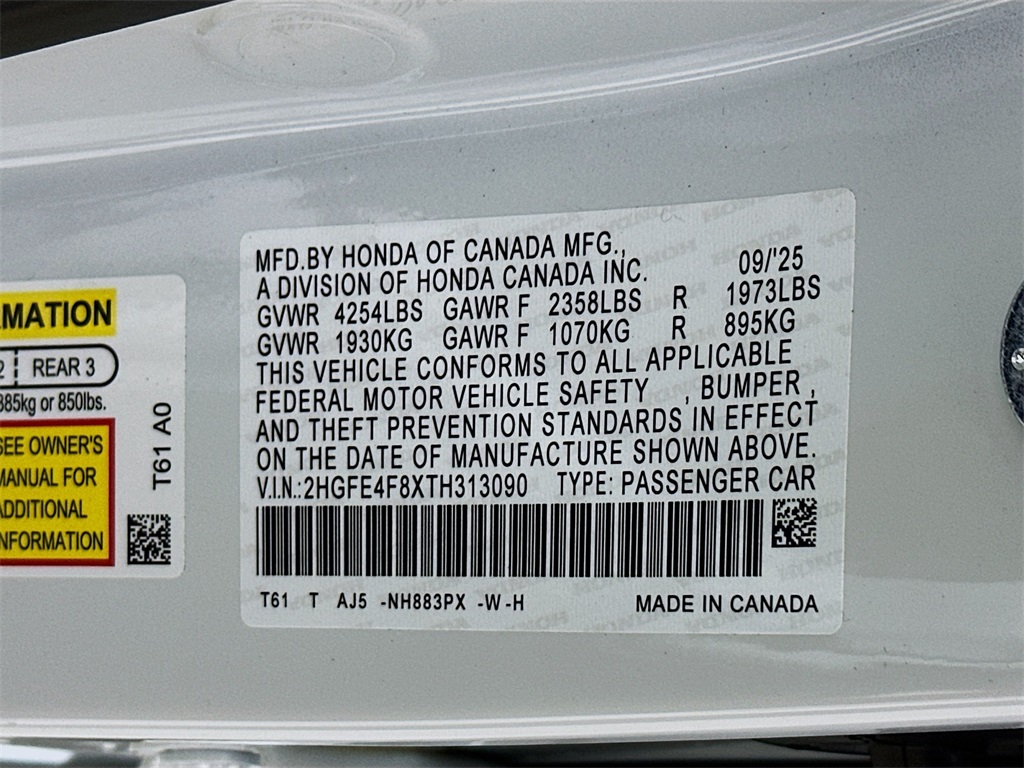 MFD.BY HONDA OF CANADA MFG.,
A DIVISION OF HONDA CANADA INC. 09/'25
GVWR 4254LBS GAWR F 2358LBS R 1973LBS
GVWR 1930KG GAWR F 1070KG R 895KG
THIS VEHICLE CONFORMS TO ALL APPLICABLE
FEDERAL MOTOR VEHICLE SAFETY , BUMPER ,
AND THEFT PREVENTION STANDARDS IN EFFECT
ON THE DATE OF MANUFACTURE SHOWN ABOVE.
V.I.N.:2HGFE4F8XTH313090 TYPE: PASSENGER CAR
T61 T AJ5 -NH883PX -W -H MADE IN CANADA
MATION
2 REAR 3
385kg or 850lbs.
SEE OWNER'S
MANUAL FOR
ADDITIONAL
INFORMATION
T61 A0